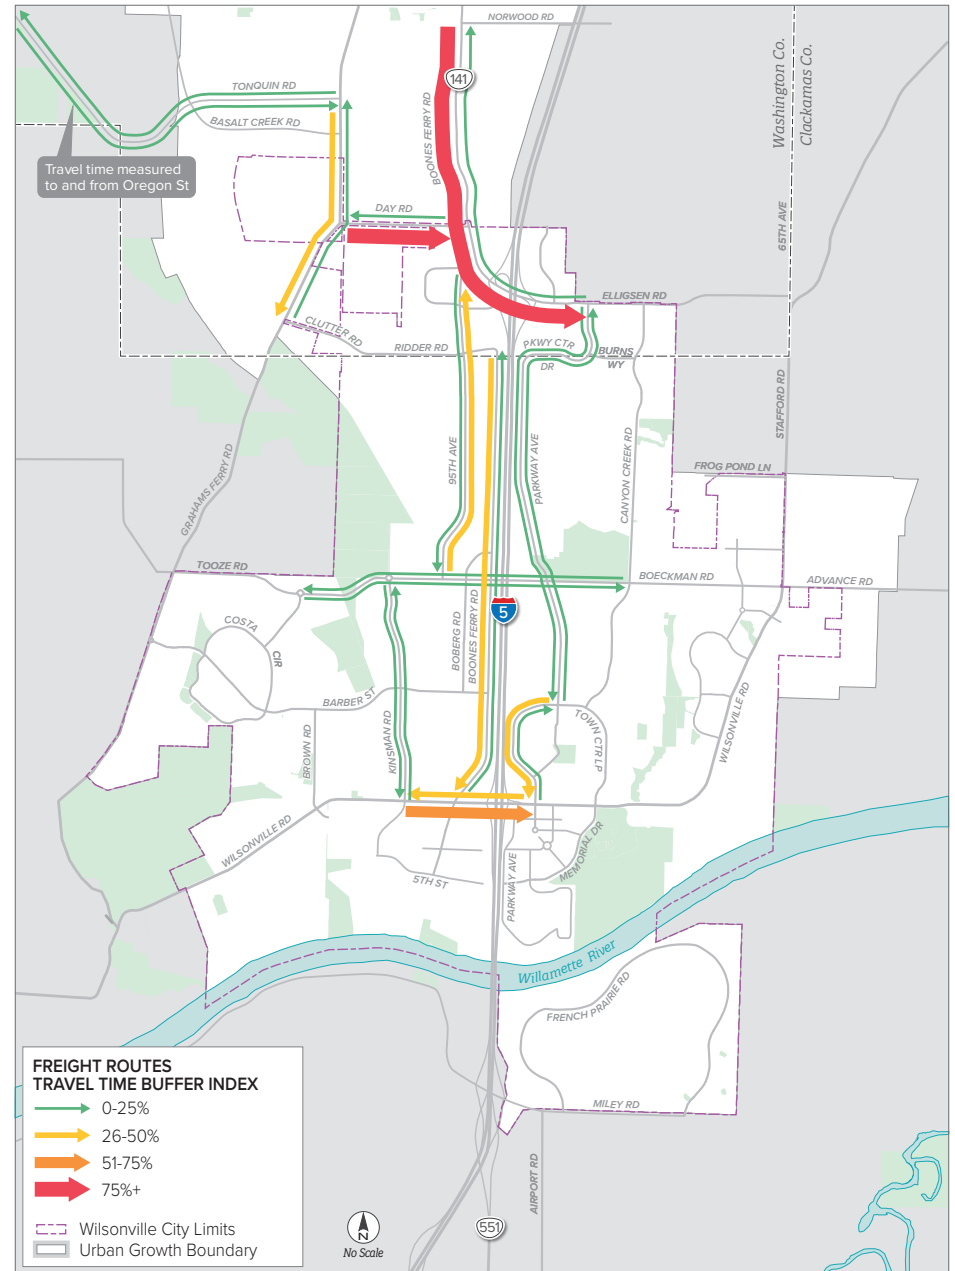 NORWOOD RD
Washington Co.
Clackamas Co.
141
TONQUIN RD
BASALT CREEK RD
BOONES FERRY RD
Travel time measured
to and from Oregon St
DAY RD
65TH AVE
ELLIGSEN RD
CLUTTER RD
RIDDER RD
PKWY CTR
DR
BURNS
WY
STAFFORD RD
95TH AVE
PARKWAY AVE
CANYON CREEK RD
GRAHAMS FERRY RD
FROG POND LN
TOOZE RD
BOECKMAN RD
ADVANCE RD
5
COSTA
CIR
BOBERG RD
BOONES FERRY RD
BARBER ST
KINSMAN RD
BROWN RD
TOWN CTR LP
WILSONVILLE RD
WILSONVILLE RD
5TH ST
PARKWAY AVE
MEMORIAL DR
Willamette River
FRENCH PRAIRIE RD
MILEY RD
AIRPORT RD
551
FREIGHT ROUTES
TRAVEL TIME BUFFER INDEX
0-25%
26-50%
51-75%
75%+
Wilsonville City Limits
Urban Growth Boundary
N
No Scale